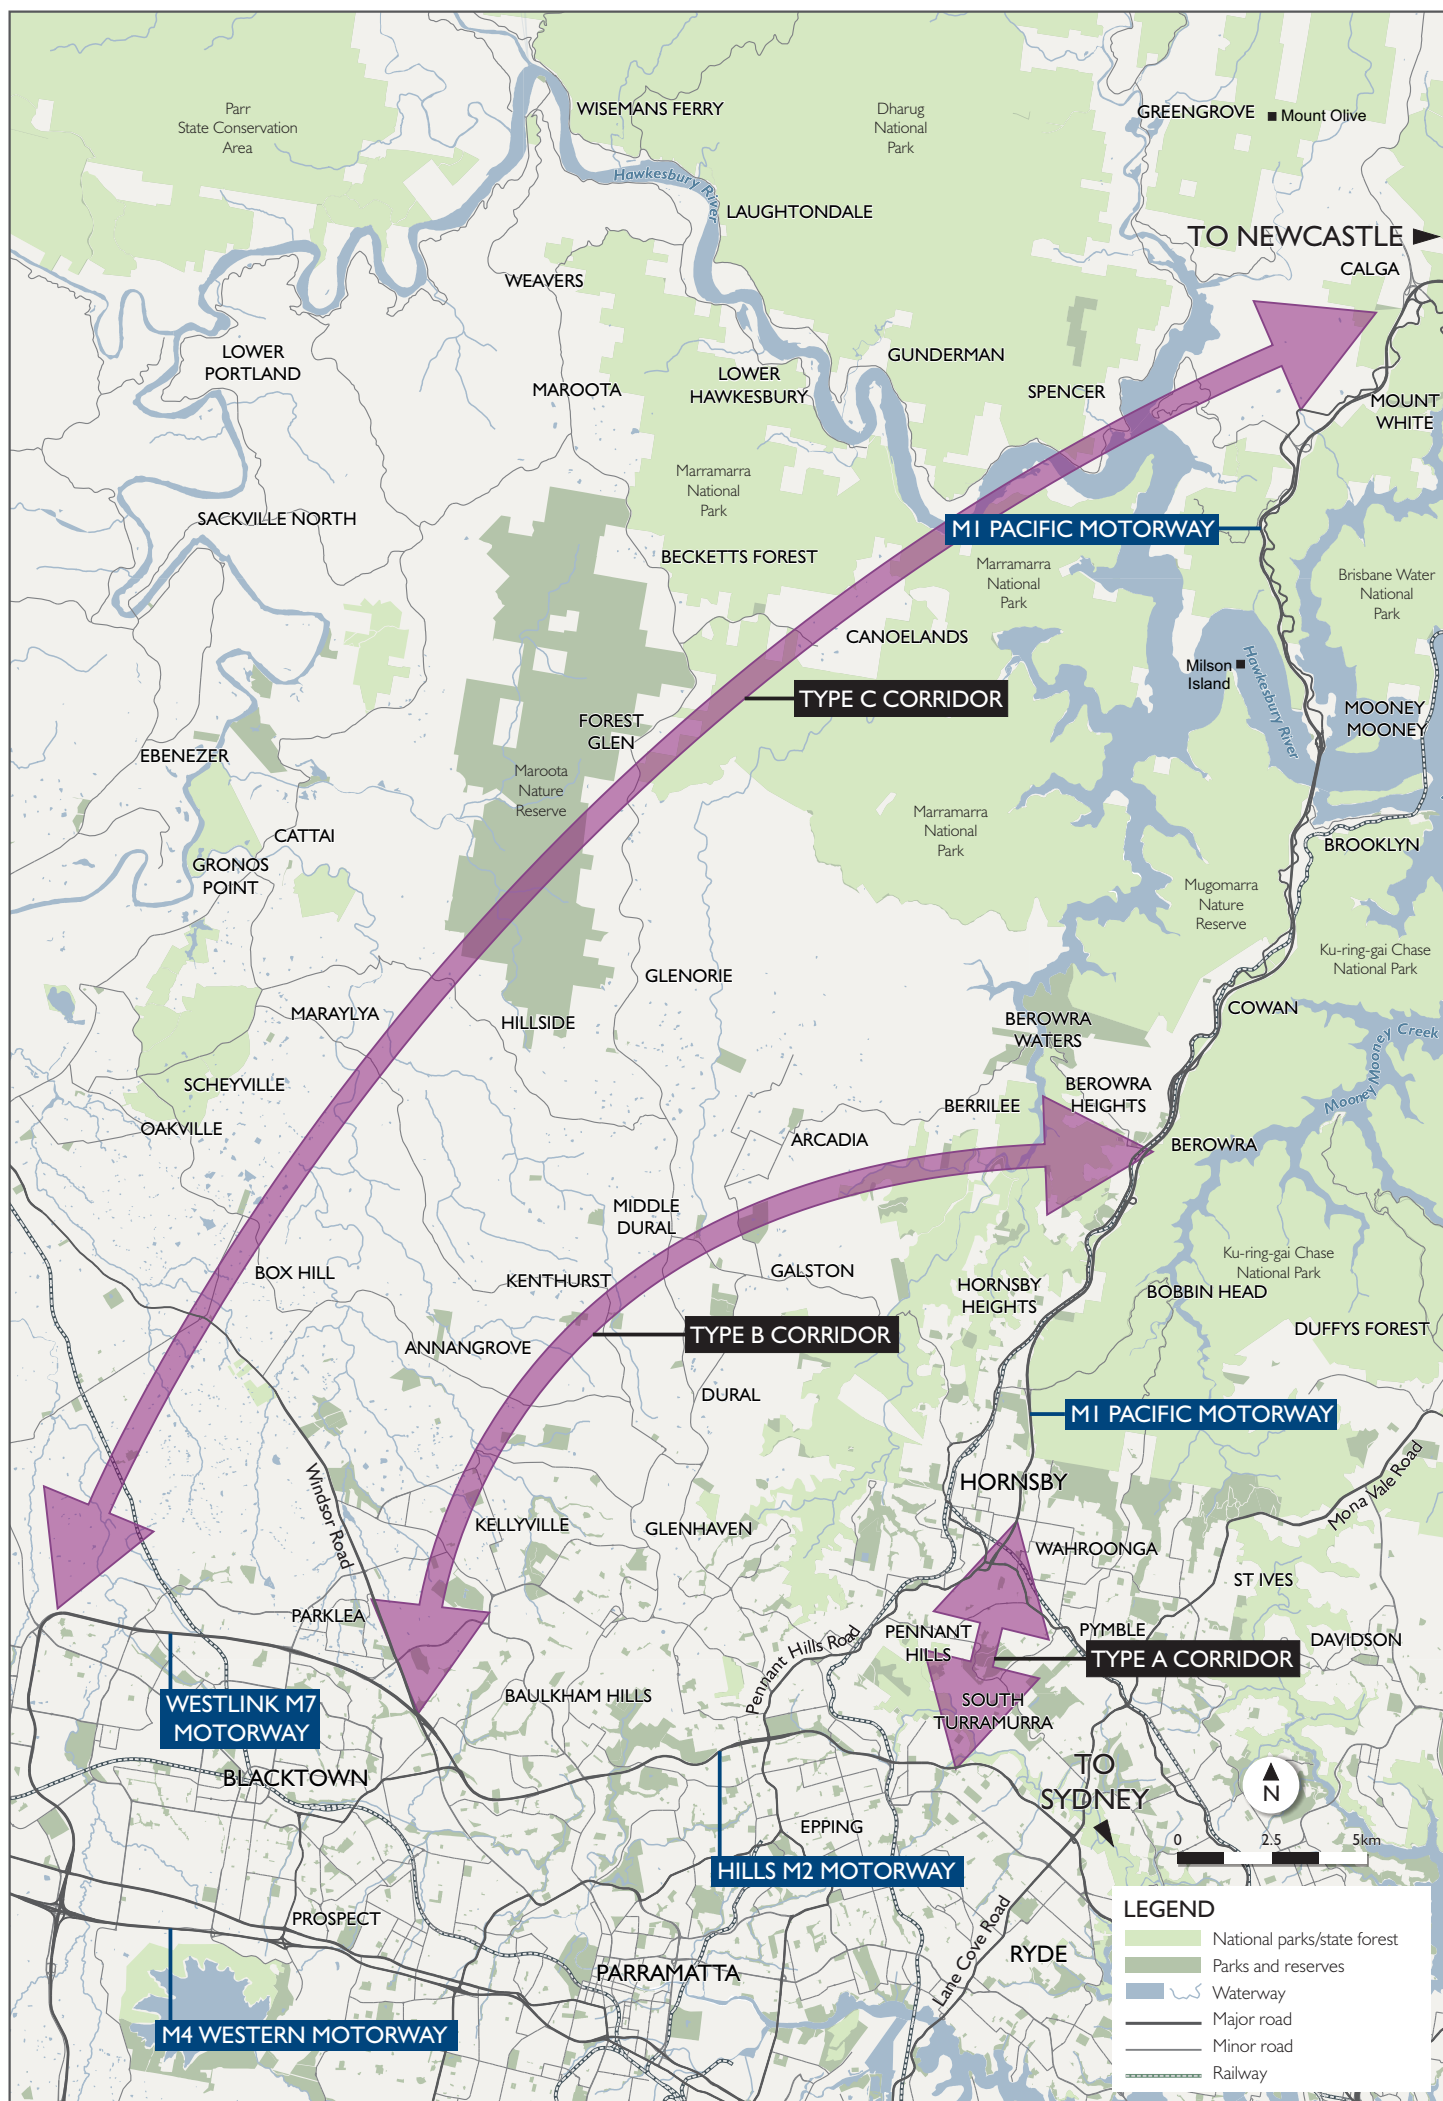 Parr
State Conservation
Area
WISEMANS FERRY
Dharug
National
Park
GREENGROVE
Mount Olive
Hawkesbury River
LAUGHTONDALE
TO NEWCASTLE
CALGA
WEAVERS
LOWER
PORTLAND
MAROOTA
LOWER
HAWKESBURY
GUNDERMAN
SPENCER
MOUNT
WHITE
Marramarra
National
Park
SACKVILLE NORTH
M1 PACIFIC MOTORWAY
BECKETTS FOREST
Marramarra
National
Park
Brisbane Water
National
Park
CANOELANDS
Milson
Island
Hawkesbury River
TYPE C CORRIDOR
FOREST
GLEN
MOONEY
MOONEY
EBENEZER
Maroota
Nature
Reserve
Marramarra
National
Park
CATTAI
BROOKLYN
GRONOS
POINT
Mugomarra
Nature
Reserve
Ku-ring-gai Chase
National Park
GLENORIE
COWAN
MARAYLYA
HILLSIDE
BEROWRA
WATERS
Mooney Mooney Creek
SCHEYVILLE
BEROWRA
HEIGHTS
BERRILEE
OAKVILLE
ARCADIA
BEROWRA
MIDDLE
DURAL
BOX HILL
KENTHURST
GALSTON
Ku-ring-gai Chase
National Park
HORNSBY
HEIGHTS
BOBBIN HEAD
TYPE B CORRIDOR
DUFFYS FOREST
ANNANGROVE
DURAL
M1 PACIFIC MOTORWAY
Windsor Road
HORNSBY
Mona Vale Road
KELLYVILLE
GLENHAVEN
WAHROONGA
ST IVES
PARKLEA
Pennant Hills Road
PENNANT
HILLS
PYMBLE
DAVIDSON
TYPE A CORRIDOR
WESTLINK M7
MOTORWAY
BAULKHAM HILLS
SOUTH
TURRAMURRA
BLACKTOWN
TO
SYDNEY
N
EPPING
0 2.5 5km
HILLS M2 MOTORWAY
PROSPECT
Lane Cove Road
RYDE
PARRAMATTA
M4 WESTERN MOTORWAY
LEGEND
National parks/state forest
Parks and reserves
Waterway
Major road
Minor road
Railway